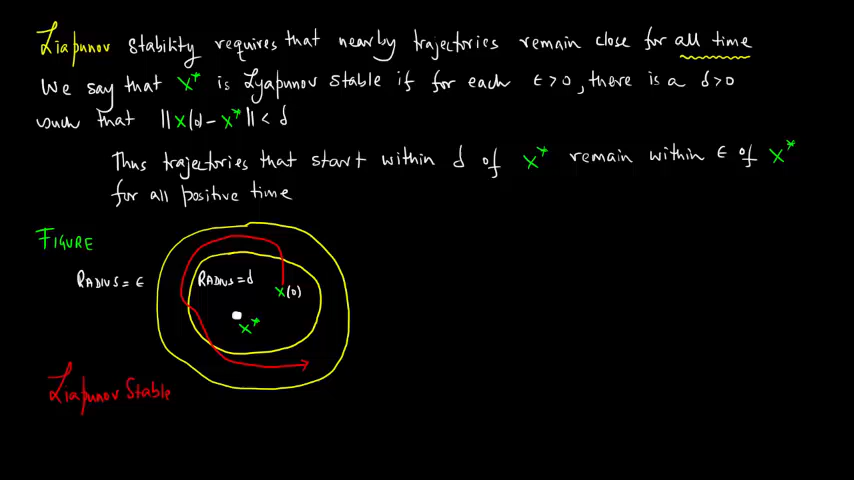 Liapunov stability requires that nearby trajectories remain close for all time
We say that x* is Lyapunov stable if for each ϵ>0, there is a d>0
such that ||x(0)-x*||<d
Thus trajectories that start within d of x* remain within ϵ of x*
for all positive time
FIGURE
RADIUS=ϵ
RADIUS=d
x(0)
x*
Liapunov Stable